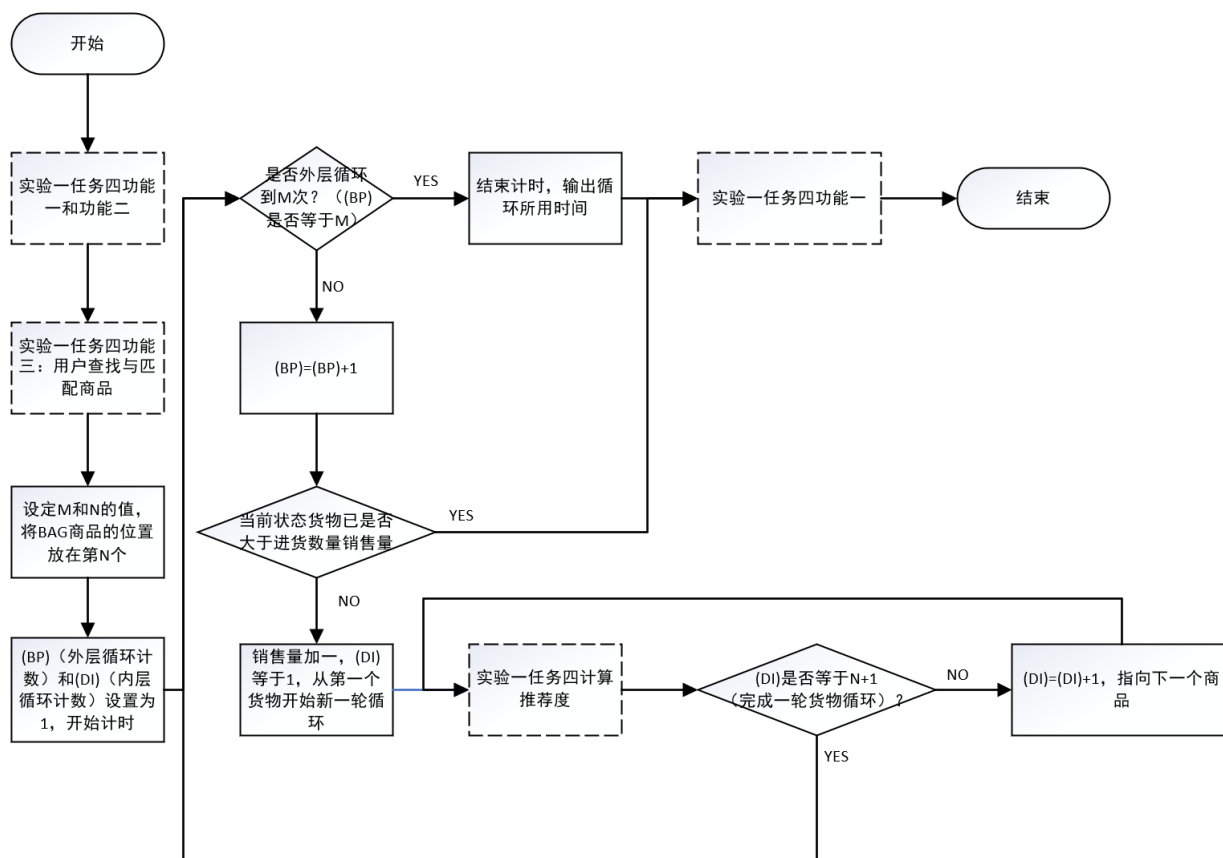 开始
实验一任务四功能
一和功能二
实验一任务四功能
三：用户查找与匹
配商品
设定M和N的值，
将BAG商品的位置
放在第N个
(BP)（外层循环计
数）和(DI)（内层
循环计数）设置为
1，开始计时
是否外层循环
到M次？（(BP)
是否等于M）
YES
结束计时，输出循
环所用时间
实验一任务四功能一
结束
NO
(BP)=(BP)+1
当前状态货物已是否
大于进货数量销售量
YES
NO
销售量加一，(DI)
等于1，从第一个
货物开始新一轮循
环
实验一任务四计算
推荐度
(DI)是否等于N+1
（完成一轮货物循环）？
NO
(DI)=(DI)+1，指向下一个商
品
YES